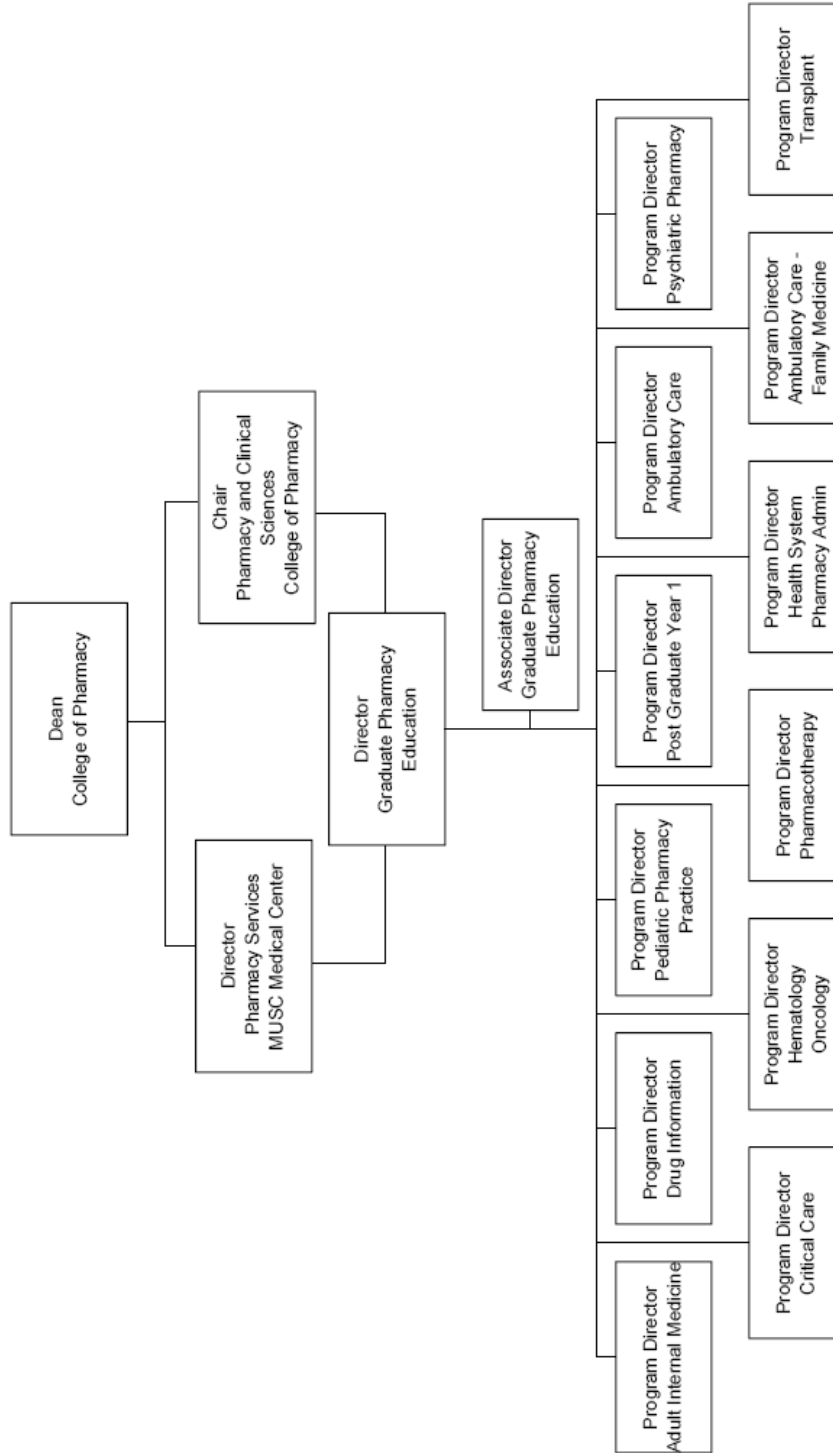 Dean
College of Pharmacy
Director
Pharmacy Services
MUSC Medical Center
Chair
Pharmacy and Clinical
Sciences
College of Pharmacy
Director
Graduate Pharmacy
Education
Associate Director
Graduate Pharmacy
Education
Program Director
Adult Internal Medicine
Program Director
Drug Information
Program Director
Pediatric Pharmacy
Practice
Program Director
Post Graduate Year 1
Program Director
Ambulatory Care
Program Director
Psychiatric Pharmacy
Program Director
Critical Care
Program Director
Hematology
Oncology
Program Director
Pharmacotherapy
Program Director
Health System
Pharmacy Admin
Program Director
Ambulatory Care -
Family Medicine
Program Director
Transplant